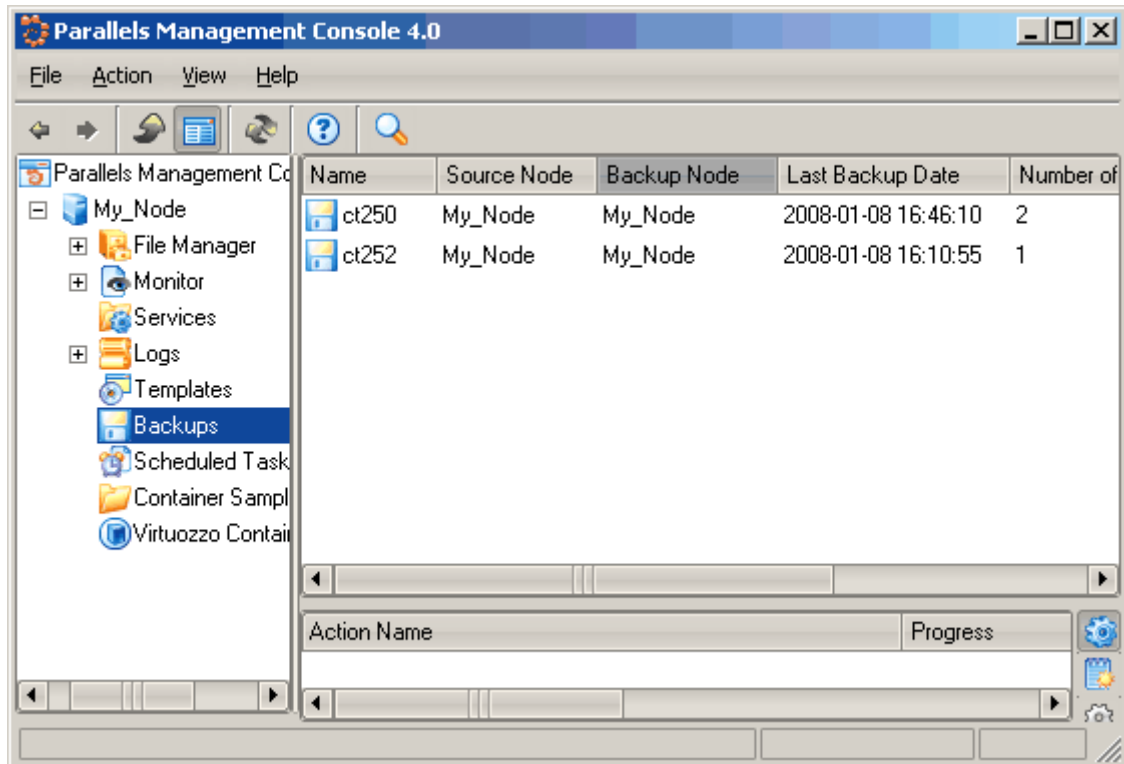 Parallels Management Console 4.0
File Action View Help
Parallels Management Co
My_Node
File Manager
Monitor
Services
Logs
Templates
Backups
Scheduled Task
Container Sampl
Virtuozzo Contai
Name Source Node Backup Node Last Backup Date Number of
ct250 My_Node My_Node 2008-01-08 16:46:10 2
ct252 My_Node My_Node 2008-01-08 16:10:55 1
Action Name Progress